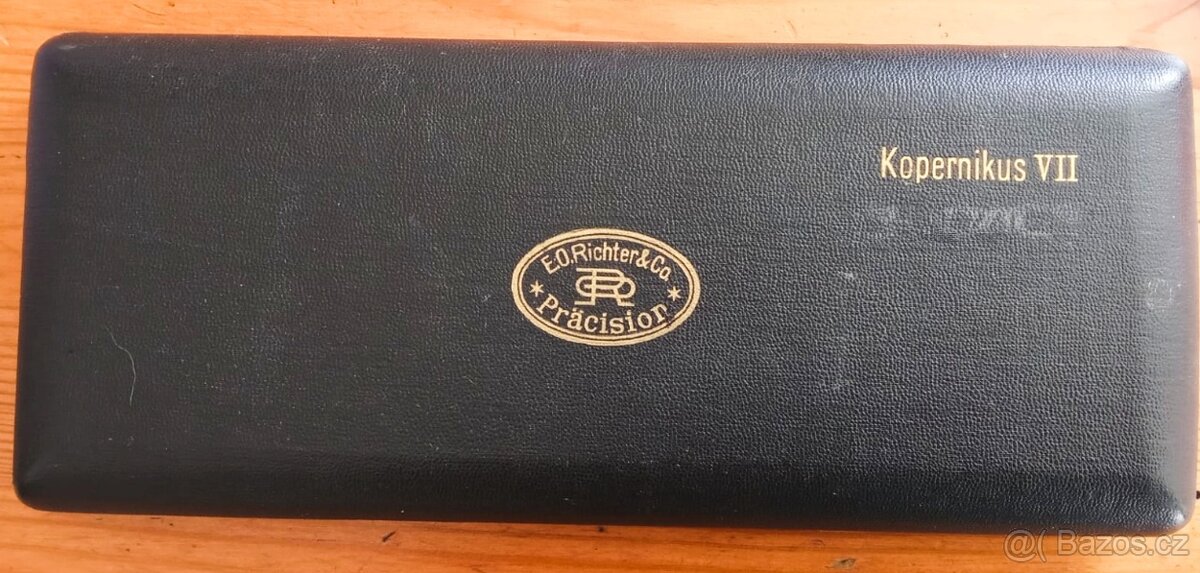 Kopernikus VII
E.O.Richter & Co.
Präcision
@( Bazos.cz